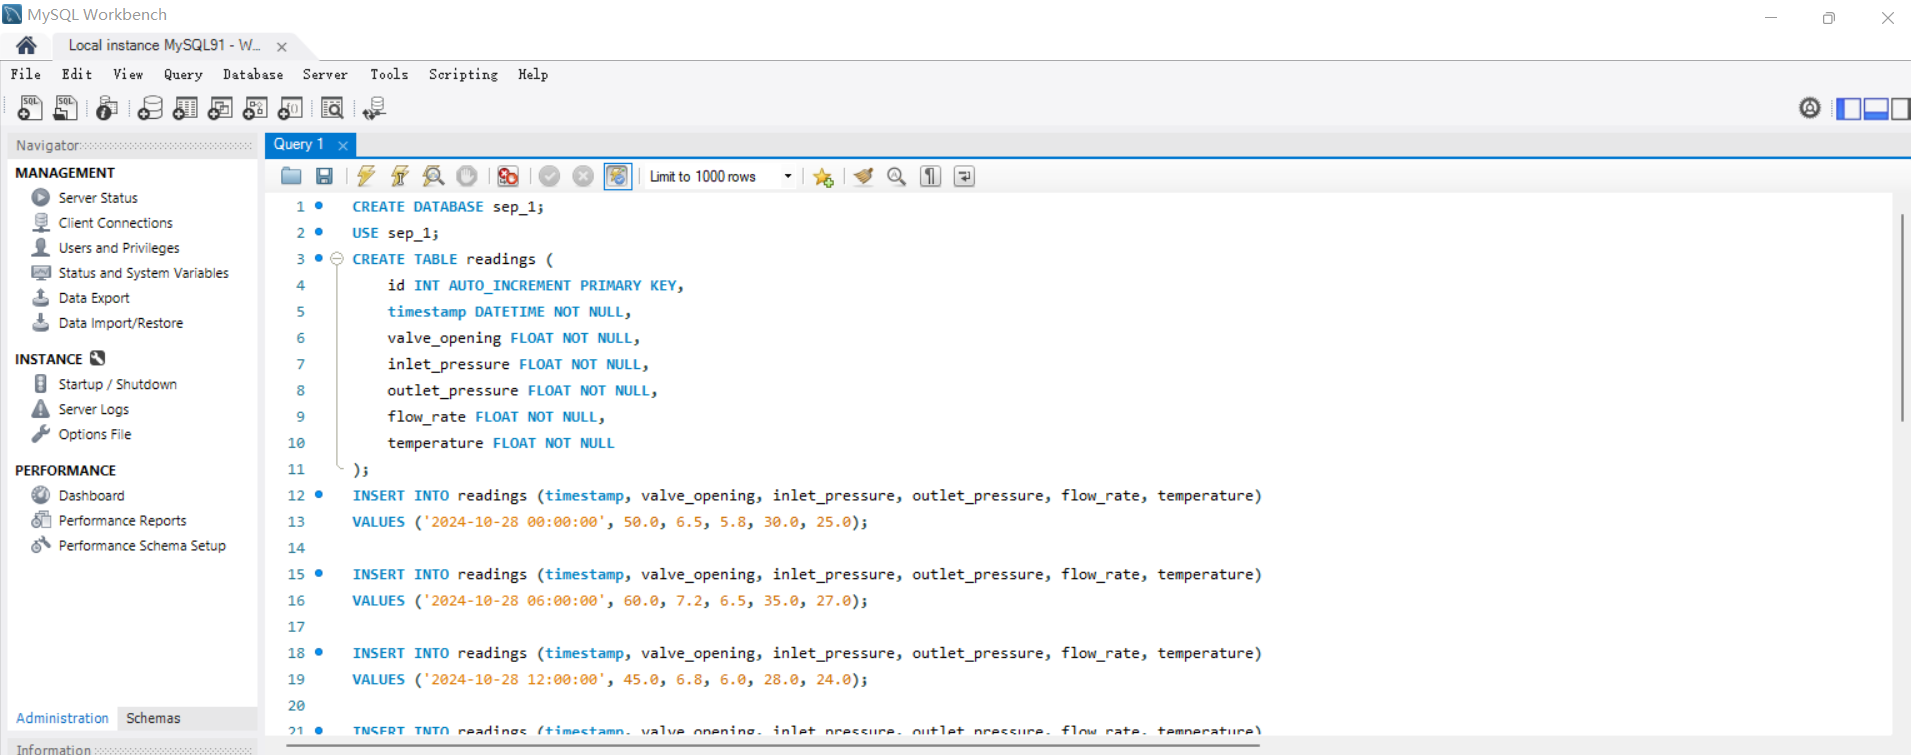 MySQL Workbench
Local instance MySQL91 - W...
File Edit View Query Database Server Tools Scripting Help
Navigator
MANAGEMENT
Server Status
Client Connections
Users and Privileges
Status and System Variables
Data Export
Data Import/Restore
INSTANCE
Startup / Shutdown
Server Logs
Options File
PERFORMANCE
Dashboard
Performance Reports
Performance Schema Setup
Administration Schemas
Information
Query 1
Limit to 1000 rows
1 CREATE DATABASE sep_1;
2 USE sep_1;
3 CREATE TABLE readings (
4 id INT AUTO_INCREMENT PRIMARY KEY,
5 timestamp DATETIME NOT NULL,
6 valve_opening FLOAT NOT NULL,
7 inlet_pressure FLOAT NOT NULL,
8 outlet_pressure FLOAT NOT NULL,
9 flow_rate FLOAT NOT NULL,
10 temperature FLOAT NOT NULL
11 );
12 INSERT INTO readings (timestamp, valve_opening, inlet_pressure, outlet_pressure, flow_rate, temperature)
13 VALUES ('2024-10-28 00:00:00', 50.0, 6.5, 5.8, 30.0, 25.0);
14
15 INSERT INTO readings (timestamp, valve_opening, inlet_pressure, outlet_pressure, flow_rate, temperature)
16 VALUES ('2024-10-28 06:00:00', 60.0, 7.2, 6.5, 35.0, 27.0);
17
18 INSERT INTO readings (timestamp, valve_opening, inlet_pressure, outlet_pressure, flow_rate, temperature)
19 VALUES ('2024-10-28 12:00:00', 45.0, 6.8, 6.0, 28.0, 24.0);
20
21 INSERT INTO readings (timestamp, valve_opening, inlet_pressure, outlet_pressure, flow_rate, temperature)